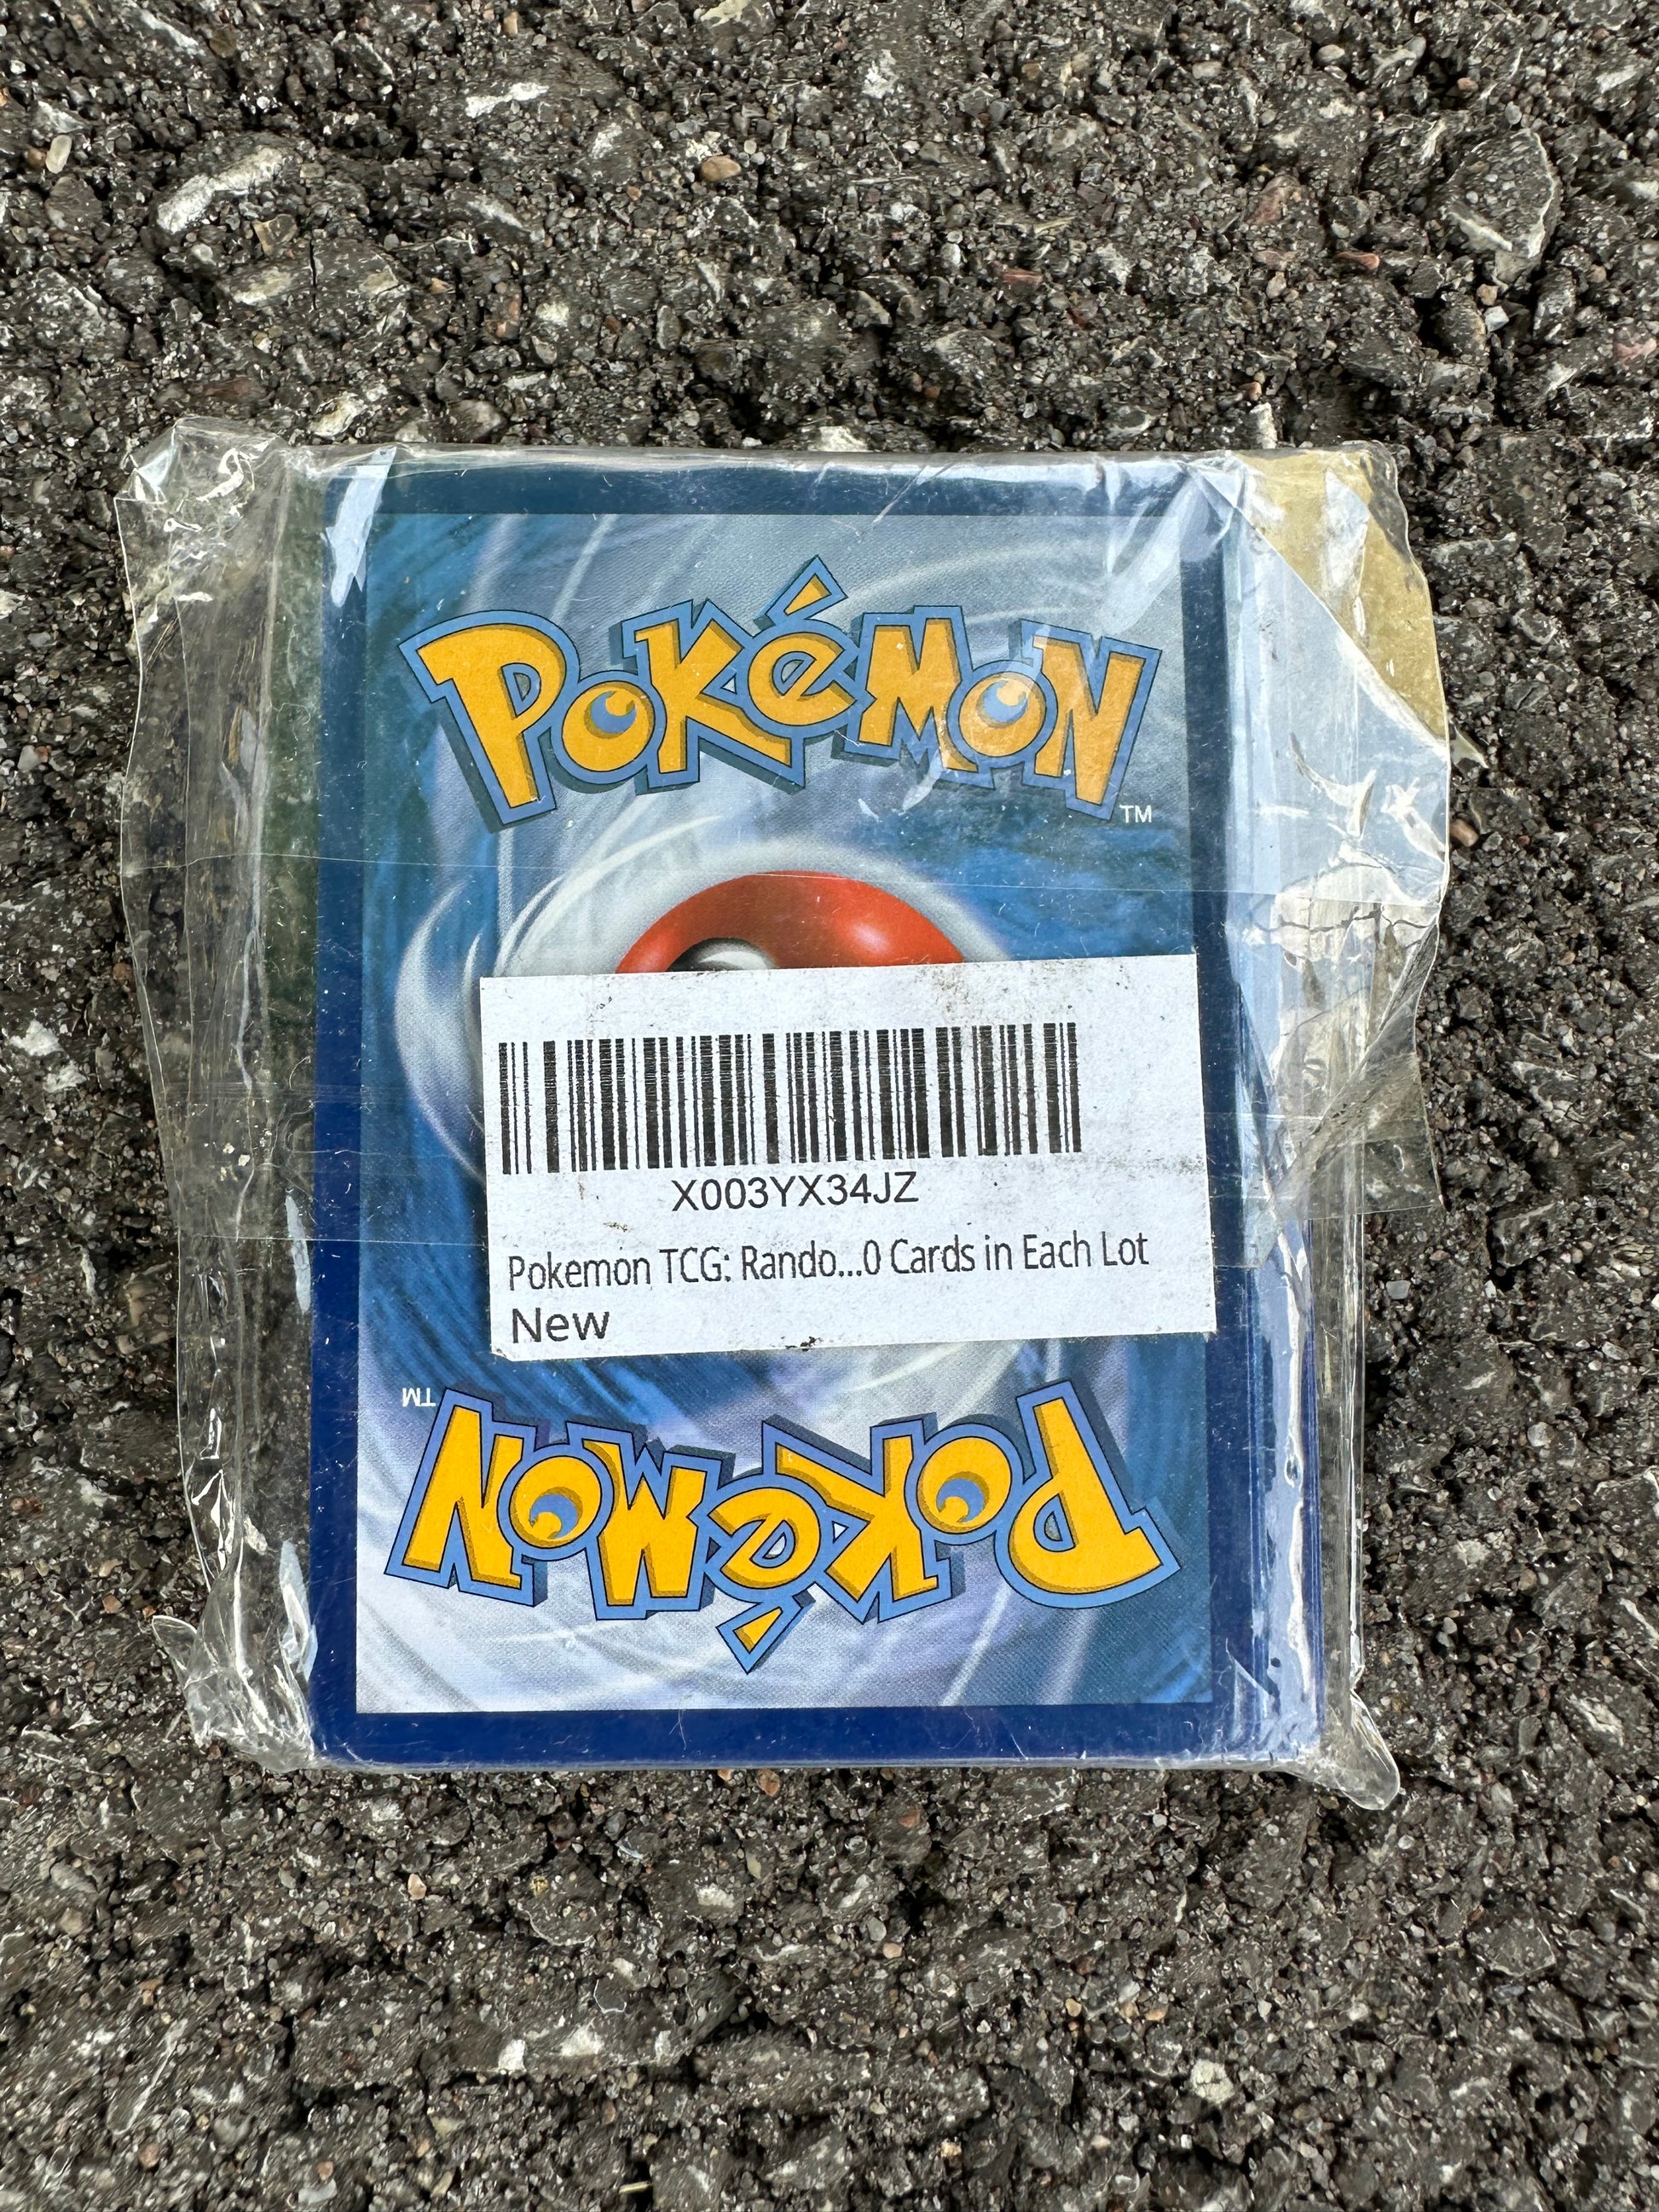 POKéMON
TM
X003YX34JZ
Pokemon TCG: Rando...0 Cards in Each Lot
New
TM
POKéMON